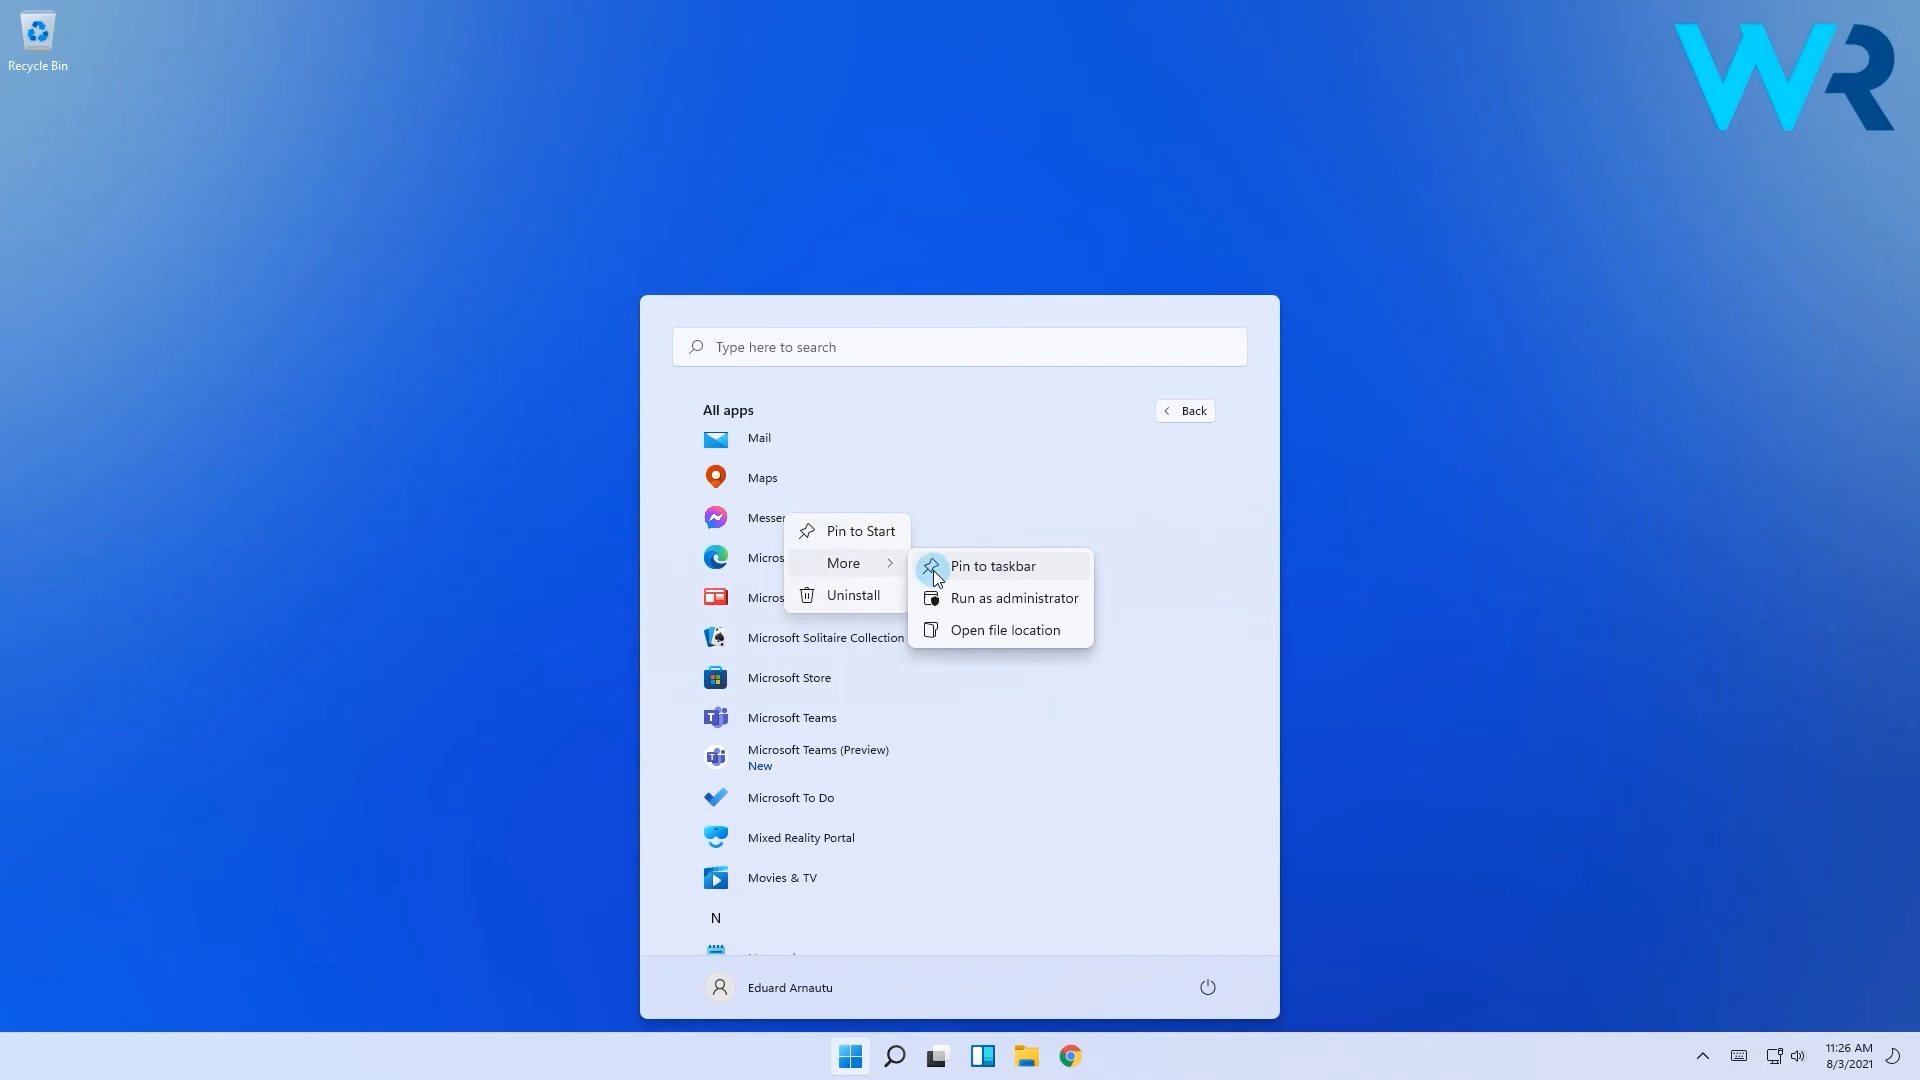 Recycle Bin
WR
Type here to search
All apps
Back
Mail
Maps
Messen
Pin to Start
Micros
More
Pin to taskbar
Micros
Uninstall
Run as administrator
Open file location
Microsoft Solitaire Collection
Microsoft Store
Microsoft Teams
Microsoft Teams (Preview)
New
Microsoft To Do
Mixed Reality Portal
Movies & TV
N
Eduard Arnautu
11:26 AM
8/3/2021